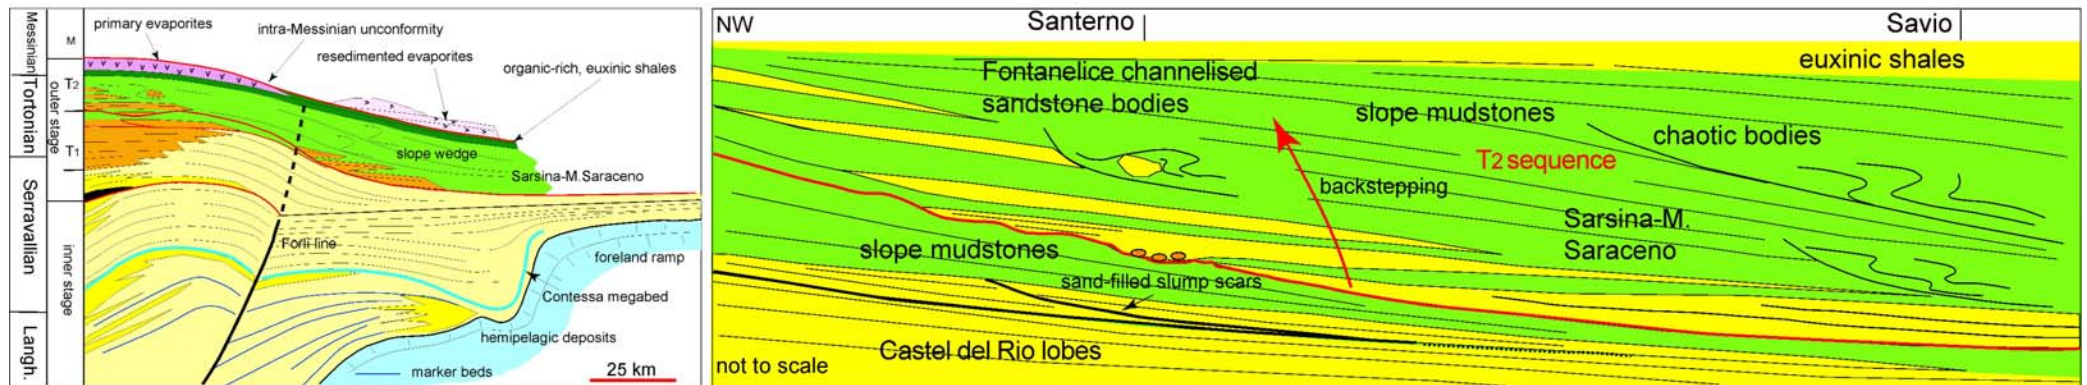 Messinian
Tortonian
Serravallian
Langh.
M
T2
outer stage
T1
inner stage
primary evaporites
intra-Messinian unconformity
resedimented evaporites
organic-rich, euxinic shales
slope wedge
Sarsina-M.Saraceno
Forlì line
foreland ramp
Contessa megabed
hemipelagic deposits
marker beds
25 km
NW
Santerno
Savio
euxinic shales
Fontanelice channelised
sandstone bodies
slope mudstones
chaotic bodies
T2 sequence
backstepping
Sarsina-M.
Saraceno
slope mudstones
sand-filled slump scars
Castel del Rio lobes
not to scale